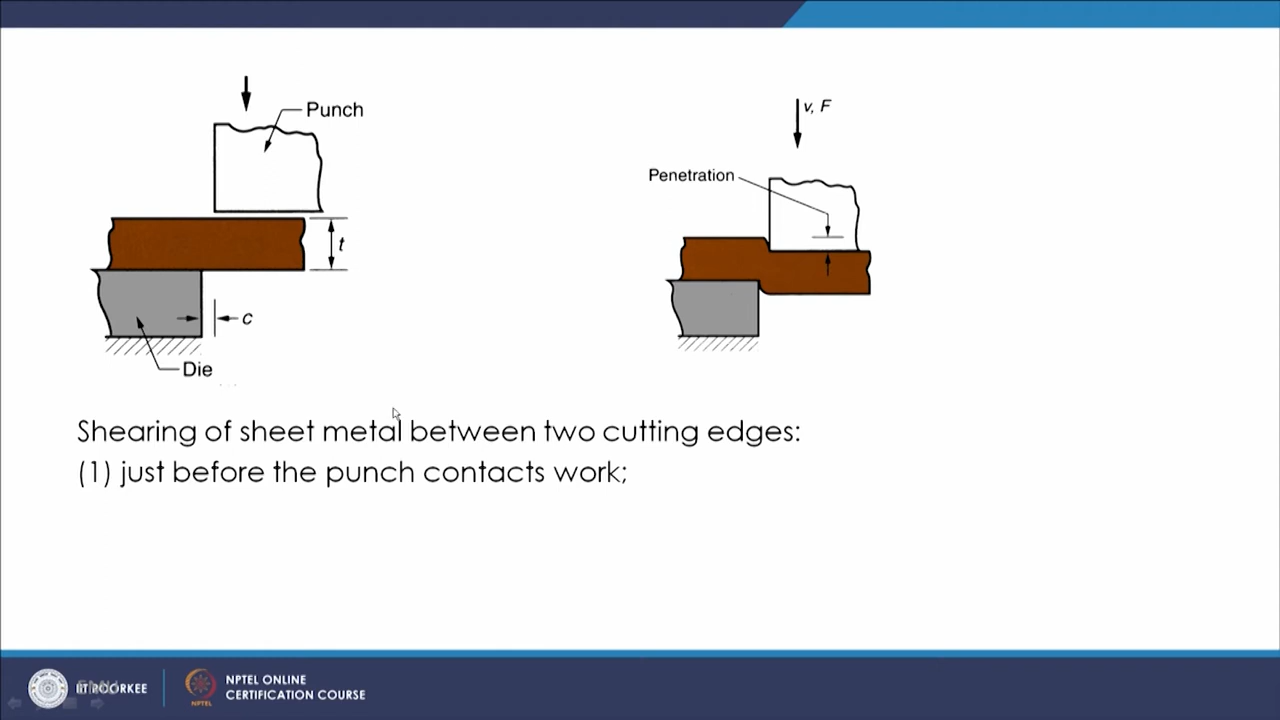 Punch
t
c
Die
v, F
Penetration
Shearing of sheet metal between two cutting edges:
(1) just before the punch contacts work;
IIT ROORKEE
NPTEL
NPTEL ONLINE
CERTIFICATION COURSE